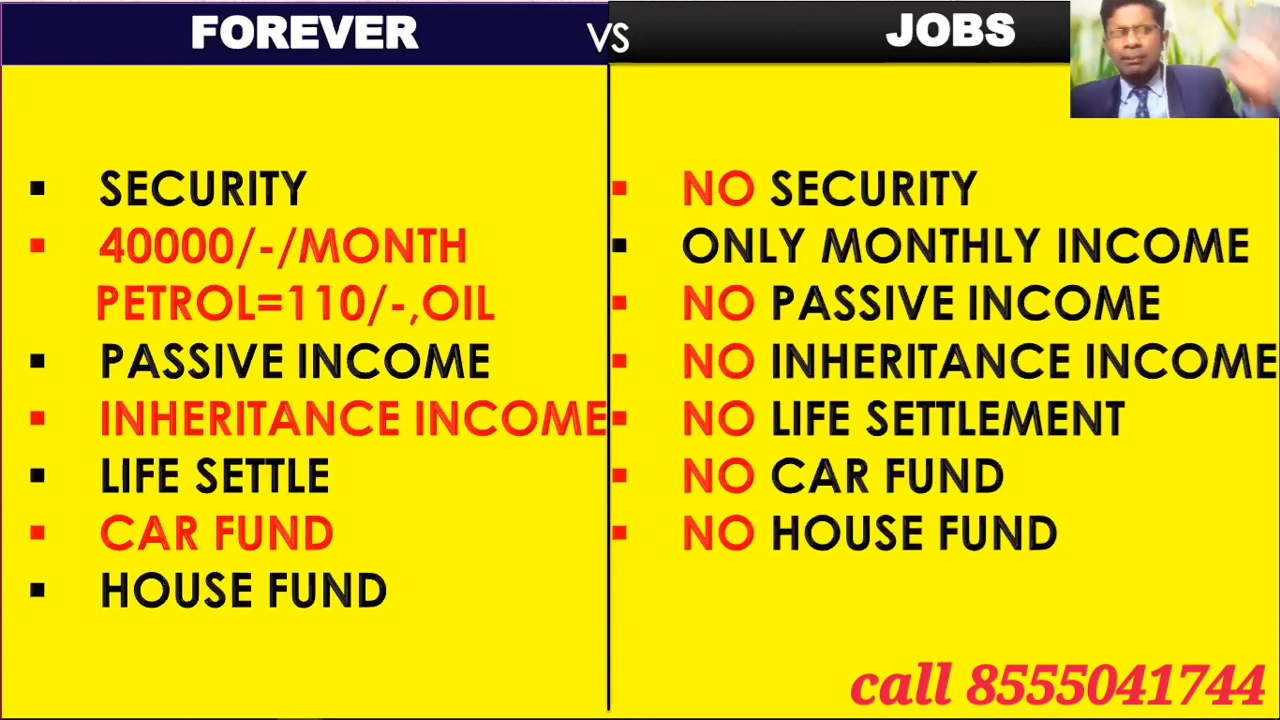 FOREVER
VS
JOBS
SECURITY
40000/-/MONTH
PETROL=110/-,OIL
PASSIVE INCOME
INHERITANCE INCOME
LIFE SETTLE
CAR FUND
HOUSE FUND
NO SECURITY
ONLY MONTHLY INCOME
NO PASSIVE INCOME
NO INHERITANCE INCOME
NO LIFE SETTLEMENT
NO CAR FUND
NO HOUSE FUND
call 8555041744